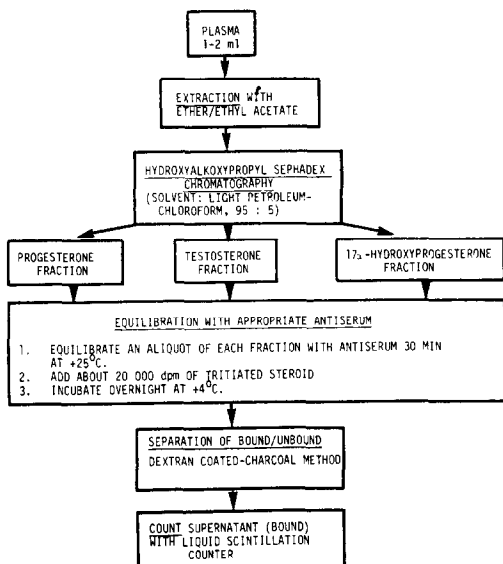 PLASMA
1-2 ml
EXTRACTION WITH
ETHER/ETHYL ACETATE
HYDROXYALKOXYPROPYL SEPHADEX
CHROMATOGRAPHY
(SOLVENT: LIGHT PETROLEUM-
CHLOROFORM, 95 : 5)
PROGESTERONE
FRACTION
TESTOSTERONE
FRACTION
17α-HYDROXYPROGESTERONE
FRACTION
EQUILIBRATION WITH APPROPRIATE ANTISERUM
1. EQUILIBRATE AN ALIQUOT OF EACH FRACTION WITH ANTISERUM 30 MIN
AT +25°C.
2. ADD ABOUT 20 000 dpm OF TRITIATED STEROID
3. INCUBATE OVERNIGHT AT +4°C.
SEPARATION OF BOUND/UNBOUND
DEXTRAN COATED-CHARCOAL METHOD
COUNT SUPERNATANT (BOUND)
WITH LIQUID SCINTILLATION
COUNTER